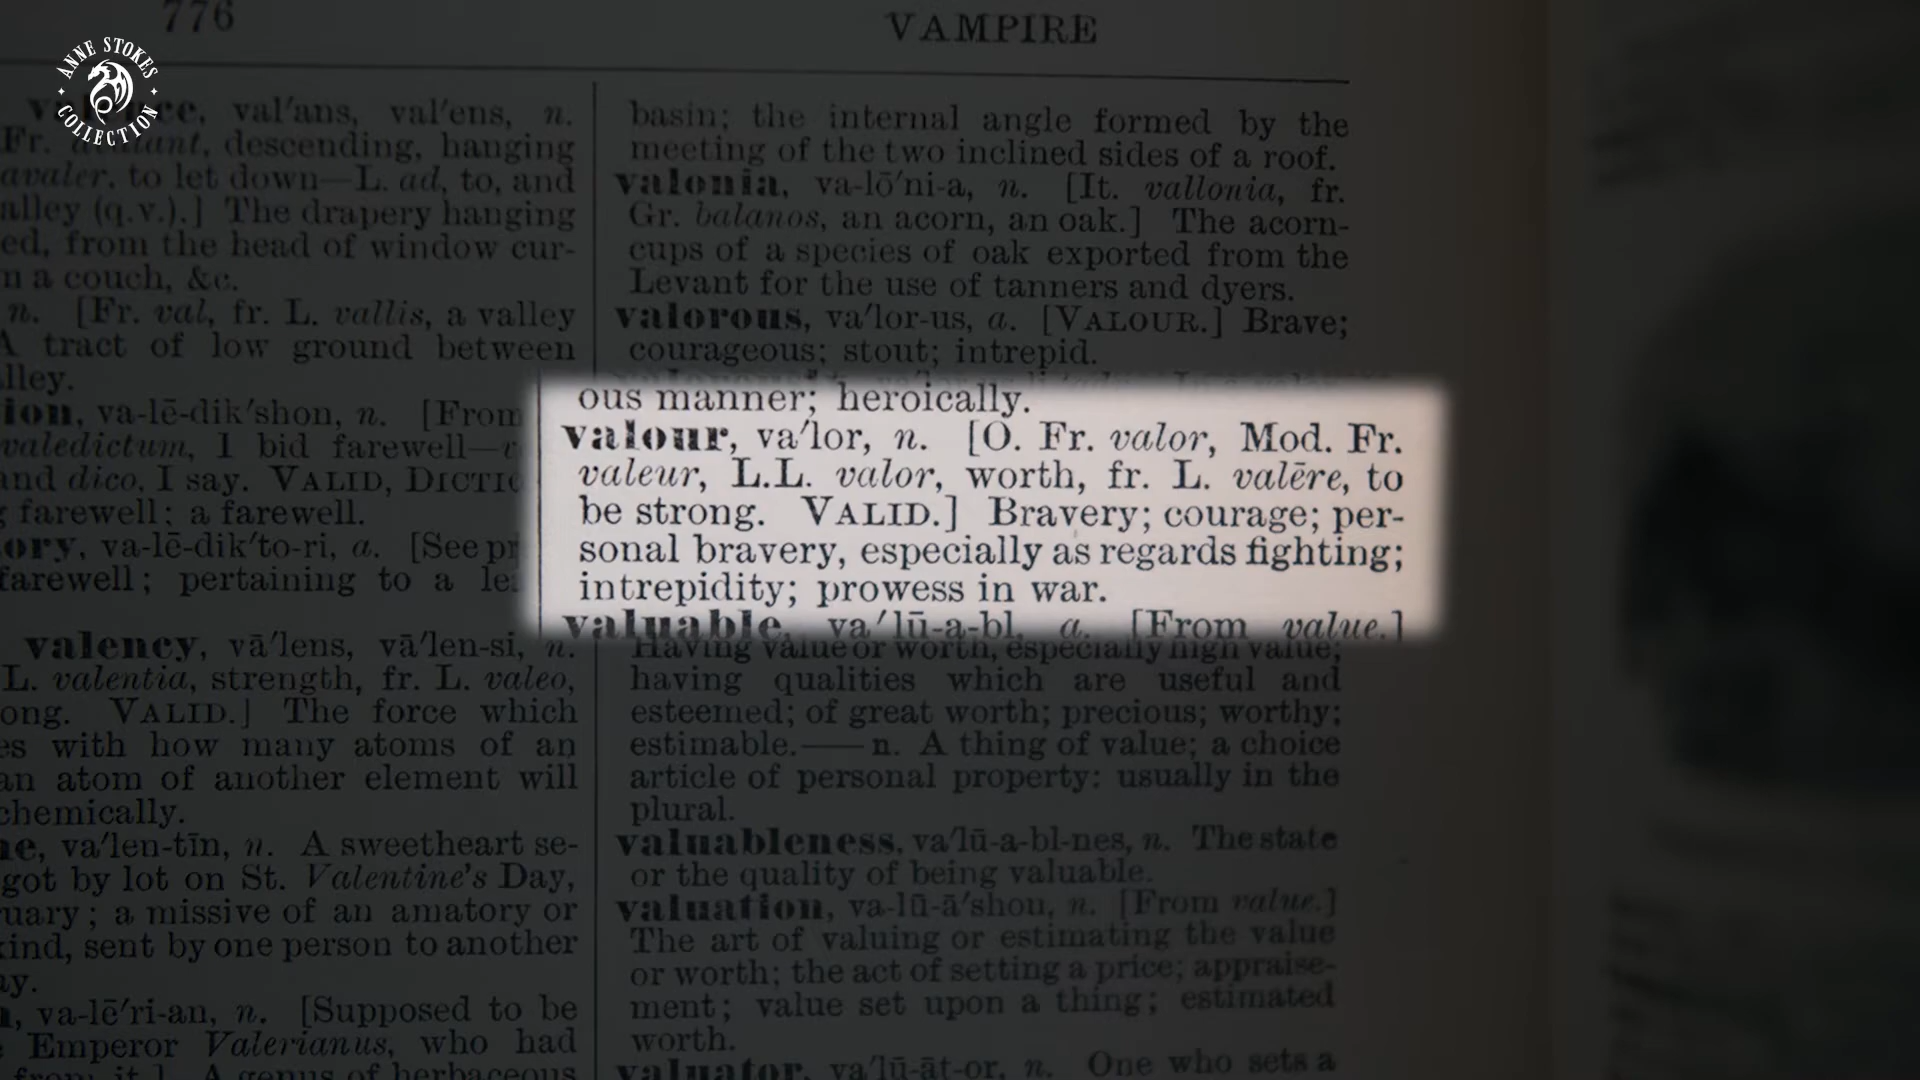 776
VAMPIRE
ANNE STOKES
COLLECTION
val'ans, val'ens, n.
Fr. descending, hanging
avaler, to let down—L. ad, to, and
alley (q.v.).] The drapery hanging
ed, from the head of window cur-
n a couch, &c.
n. [Fr. val, fr. L. vallis, a valley
A tract of low ground between
lley.
ion, va-lē-dik'shon, n. [From
valedictum, I bid farewell—
and dico, I say. VALID,
farewell; a farewell.
ory, va-lē-dik'to-ri, a. [See
farewell; pertaining to a
valency, vā'lens, vā'len-si, n.
L. valentia, strength, fr. L. valeo,
ong. VALID.] The force which
es with how many atoms of an
an atom of another element will
chemically.
ne, va'len-tīn, n. A sweetheart se-
got by lot on St. Valentine's Day,
uary; a missive of an amatory or
kind, sent by one person to another
ay.
va-lē'ri-an, n. [Supposed to be
Emperor Valerianus, who had
from it.] A genus of herbaceous
basin; the internal angle formed by the
meeting of the two inclined sides of a roof.
valonia, va-lō'ni-a, n. [It. vallonia, fr.
Gr. balanos, an acorn, an oak.] The acorn-
cups of a species of oak exported from the
Levant for the use of tanners and dyers.
valorous, va'lor-us, a. [VALOUR.] Brave;
courageous; stout; intrepid.
ous manner; heroically.
valour, va'lor, n. [O. Fr. valor, Mod. Fr.
valeur, L.L. valor, worth, fr. L. valēre, to
be strong. VALID.] Bravery; courage; per-
sonal bravery, especially as regards fighting;
intrepidity; prowess in war.
valuable, va'lū-a-bl, a. [From value.]
Having value or worth, especially high value;
having qualities which are useful and
esteemed; of great worth; precious; worthy;
estimable.—— n. A thing of value; a choice
article of personal property: usually in the
plural.
valuableness, va'lū-a-bl-nes, n. The state
or the quality of being valuable.
valuation, va-lū-ā'shon, n. [From value.]
The art of valuing or estimating the value
or worth; the act of setting a price; appraise-
ment; value set upon a thing; estimated
worth.
valuator, va'lū-āt-or, n. One who sets a